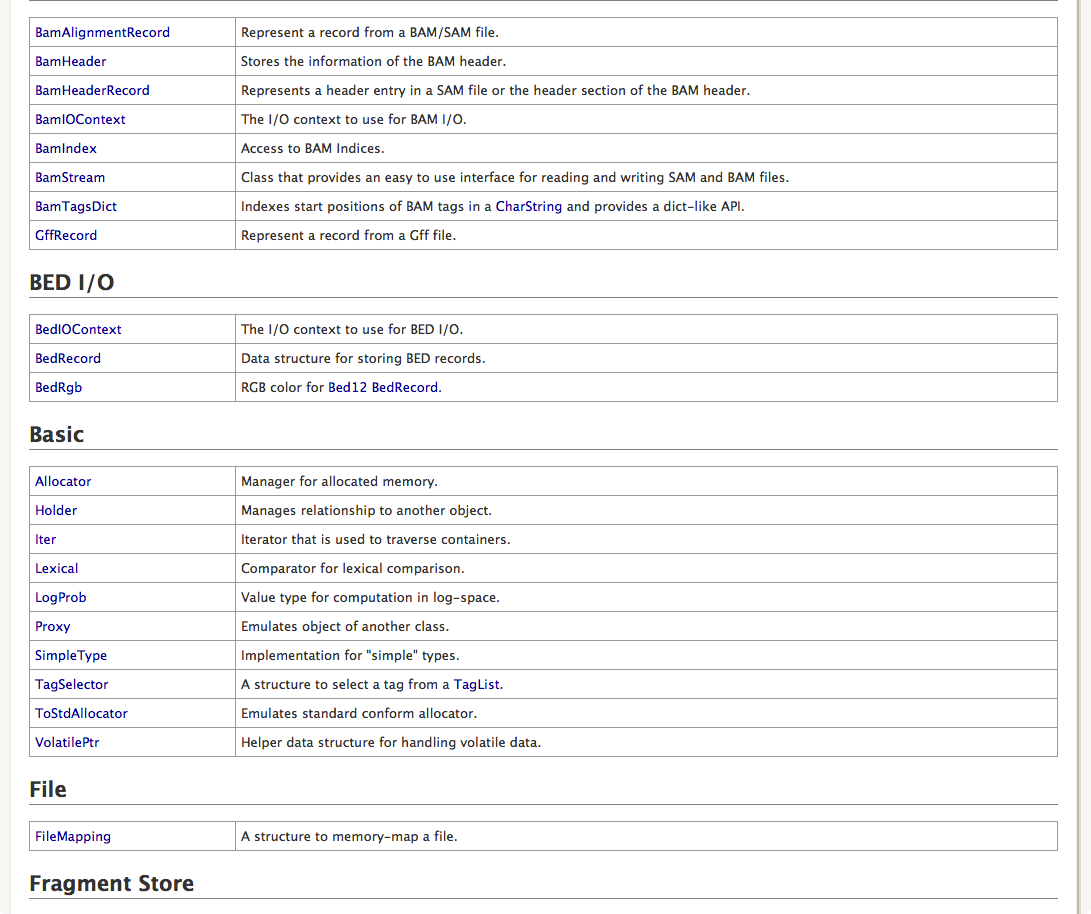 BamAlignmentRecord Represent a record from a BAM/SAM file.
BamHeader Stores the information of the BAM header.
BamHeaderRecord Represents a header entry in a SAM file or the header section of the BAM header.
BamIOContext The I/O context to use for BAM I/O.
BamIndex Access to BAM Indices.
BamStream Class that provides an easy to use interface for reading and writing SAM and BAM files.
BamTagsDict Indexes start positions of BAM tags in a CharString and provides a dict-like API.
GffRecord Represent a record from a Gff file.
BED I/O
BedIOContext The I/O context to use for BED I/O.
BedRecord Data structure for storing BED records.
BedRgb RGB color for Bed12 BedRecord.
Basic
Allocator Manager for allocated memory.
Holder Manages relationship to another object.
Iter Iterator that is used to traverse containers.
Lexical Comparator for lexical comparison.
LogProb Value type for computation in log-space.
Proxy Emulates object of another class.
SimpleType Implementation for "simple" types.
TagSelector A structure to select a tag from a TagList.
ToStdAllocator Emulates standard conform allocator.
VolatilePtr Helper data structure for handling volatile data.
File
FileMapping A structure to memory-map a file.
Fragment Store